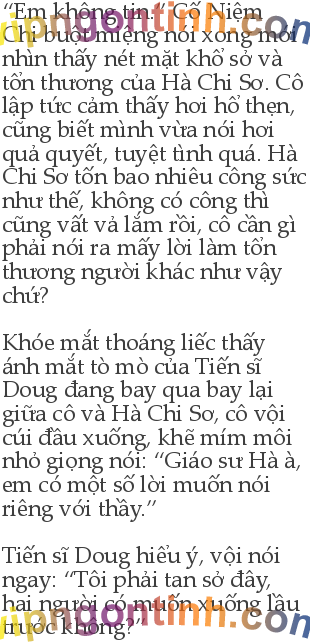 “Em không tin.” Cố Niệm
Chi buột miệng nói xong mới
nhìn thấy nét mặt khổ sở và
tổn thương của Hà Chi Sơ. Cô
lập tức cảm thấy hơi hổ thẹn,
cũng biết mình vừa nói hơi
quả quyết, tuyệt tình quá. Hà
Chi Sơ tốn bao nhiêu công sức
như thế, không có công thì
cũng vất vả lắm rồi, cô cần gì
phải nói ra mấy lời làm tổn
thương người khác như vậy
chứ?

Khóe mắt thoáng liếc thấy
ánh mắt tò mò của Tiến sĩ
Doug đang bay qua bay lại
giữa cô và Hà Chi Sơ, cô vội
cúi đầu xuống, khẽ mím môi
nhỏ giọng nói: “Giáo sư Hà à,
em có một số lời muốn nói
riêng với thầy.”

Tiến sĩ Doug hiểu ý, vội nói
ngay: “Tôi phải tan sở đây,
hai người có muốn xuống lầu
trước không?”